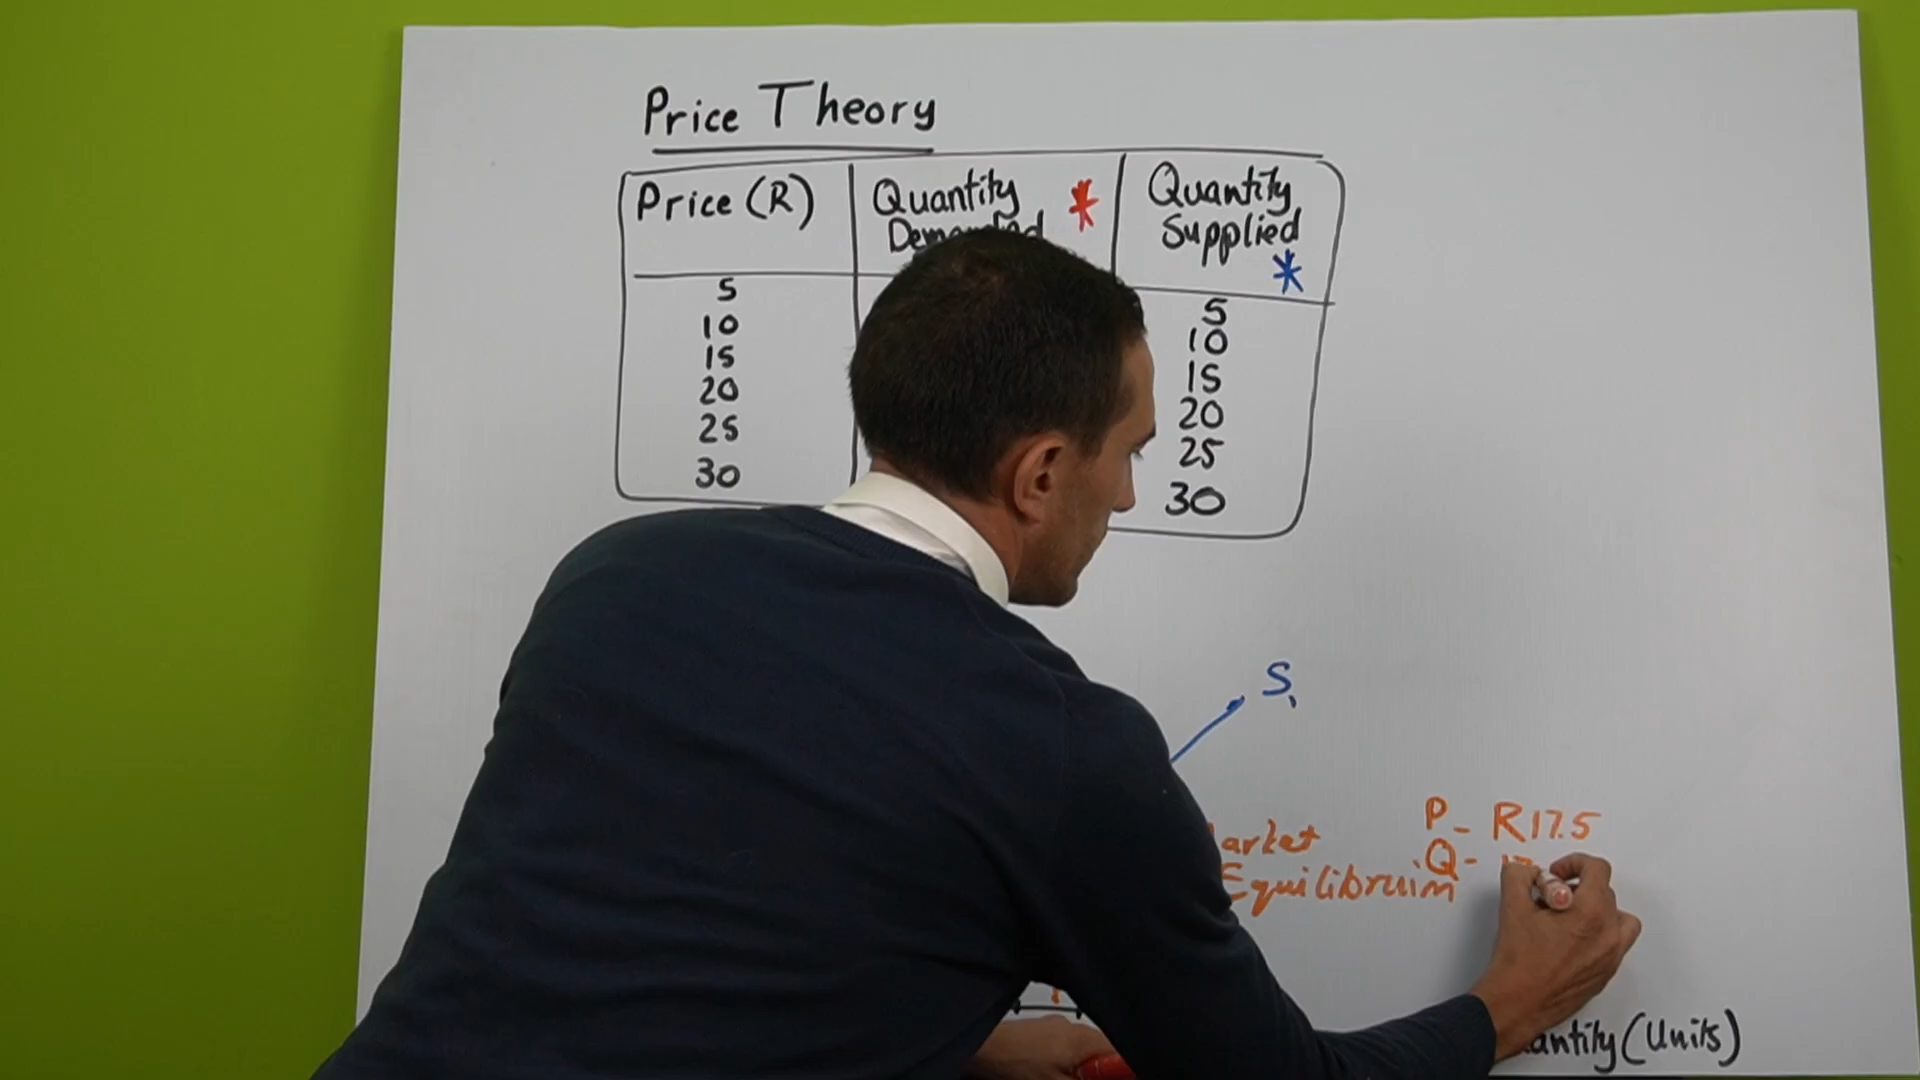 Price Theory
Price (R) Quantity * Quantity
Supplied
*
5 5
10 10
15 15
20 20
25 25
30 30
S,
P - R17.5
arket
Q -
Equilibruim
antity (Units)